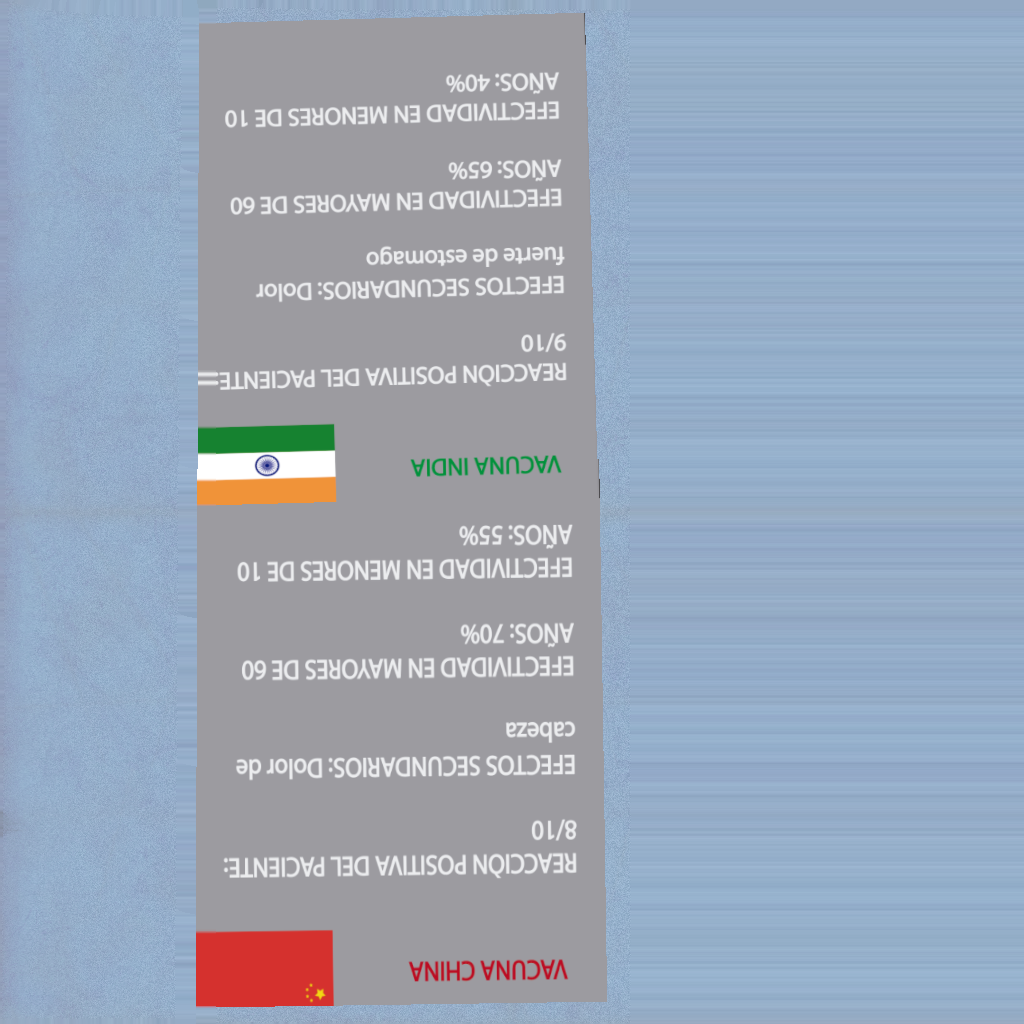 VACUNA CHINA
REACCIÓN POSITIVA DEL PACIENTE:
8/10
EFECTOS SECUNDARIOS: Dolor de
cabeza
EFECTIVIDAD EN MAYORES DE 60
AÑOS: 70%
EFECTIVIDAD EN MENORES DE 10
AÑOS: 55%
VACUNA INDIA
REACCIÓN POSITIVA DEL PACIENTE:
9/10
EFECTOS SECUNDARIOS: Dolor
fuerte de estomago
EFECTIVIDAD EN MAYORES DE 60
AÑOS: 65%
EFECTIVIDAD EN MENORES DE 10
AÑOS: 40%